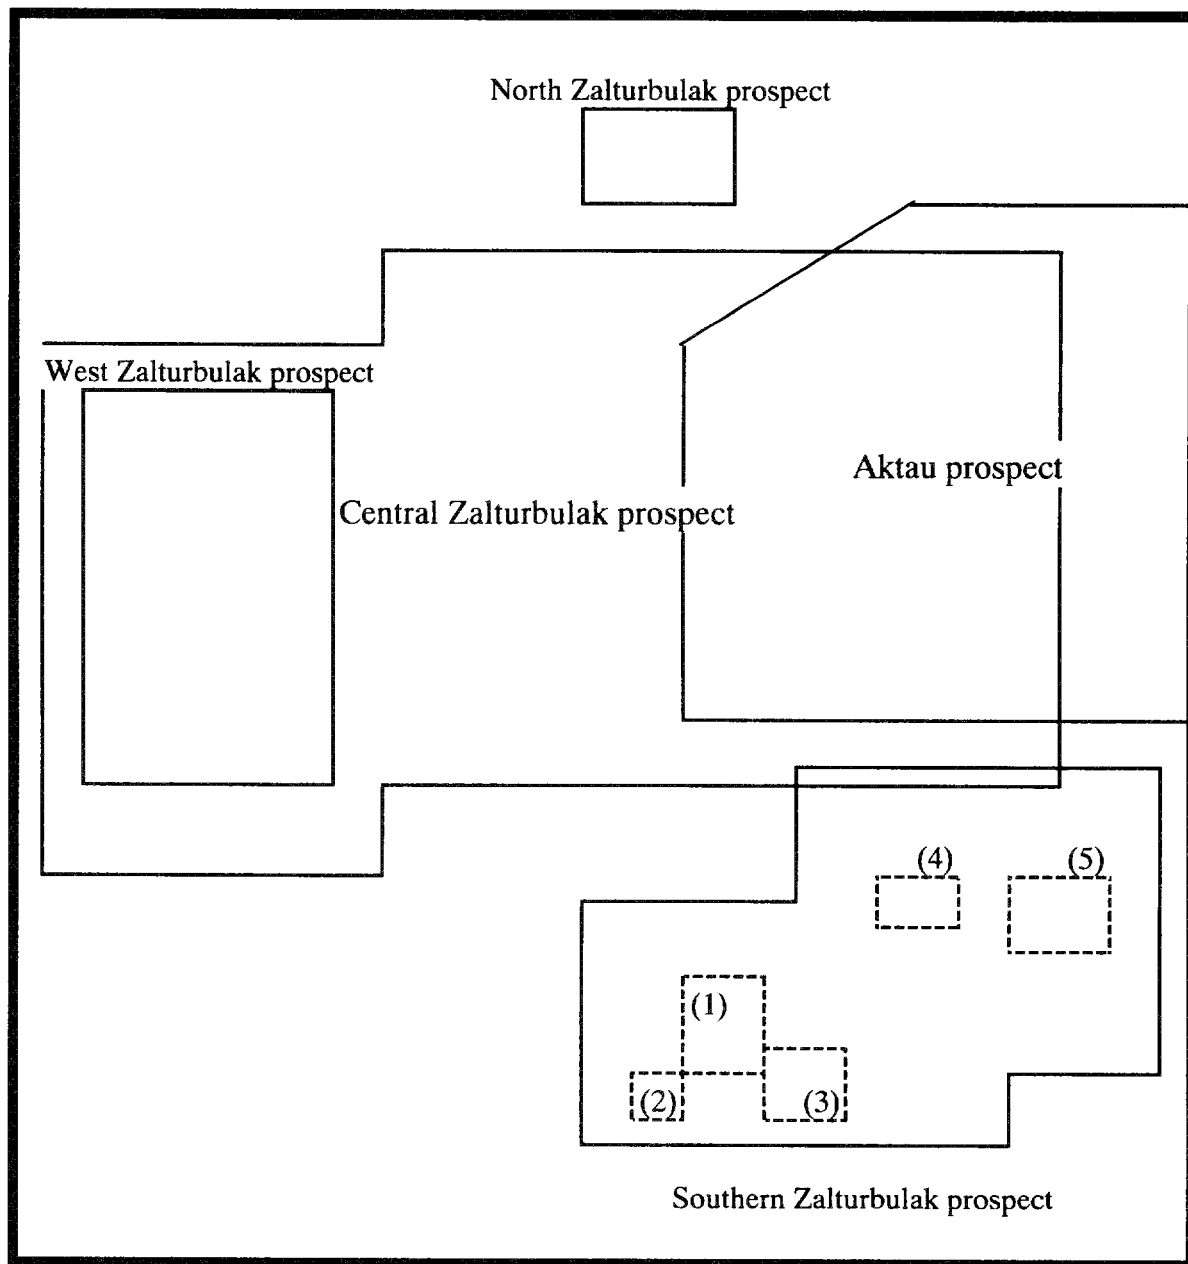 North Zalturbulak prospect
West Zalturbulak prospect
Aktau prospect
Central Zalturbulak prospect
(4)
(5)
(1)
(2)
(3)
Southern Zalturbulak prospect